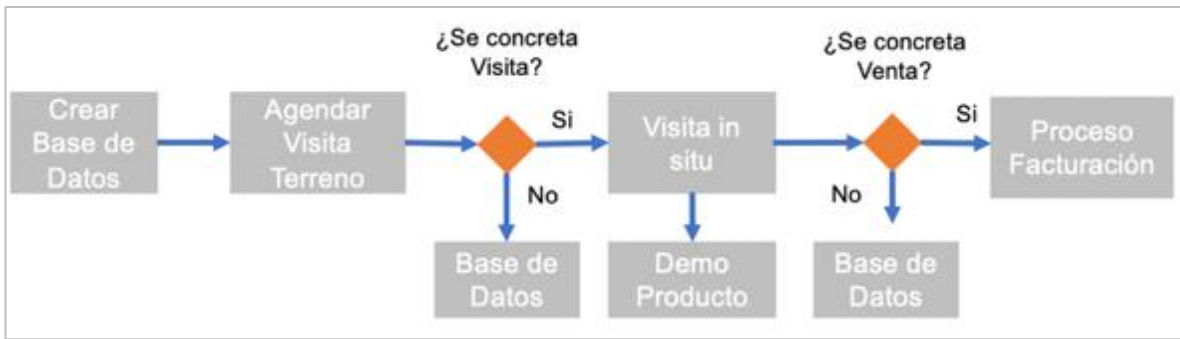 ¿Se concreta
Visita?
¿Se concreta
Venta?
Crear
Base de
Datos
Agendar
Visita
Terreno
Si
Visita in
situ
Si
Proceso
Facturación
No
No
Base de
Datos
Demo
Producto
Base de
Datos